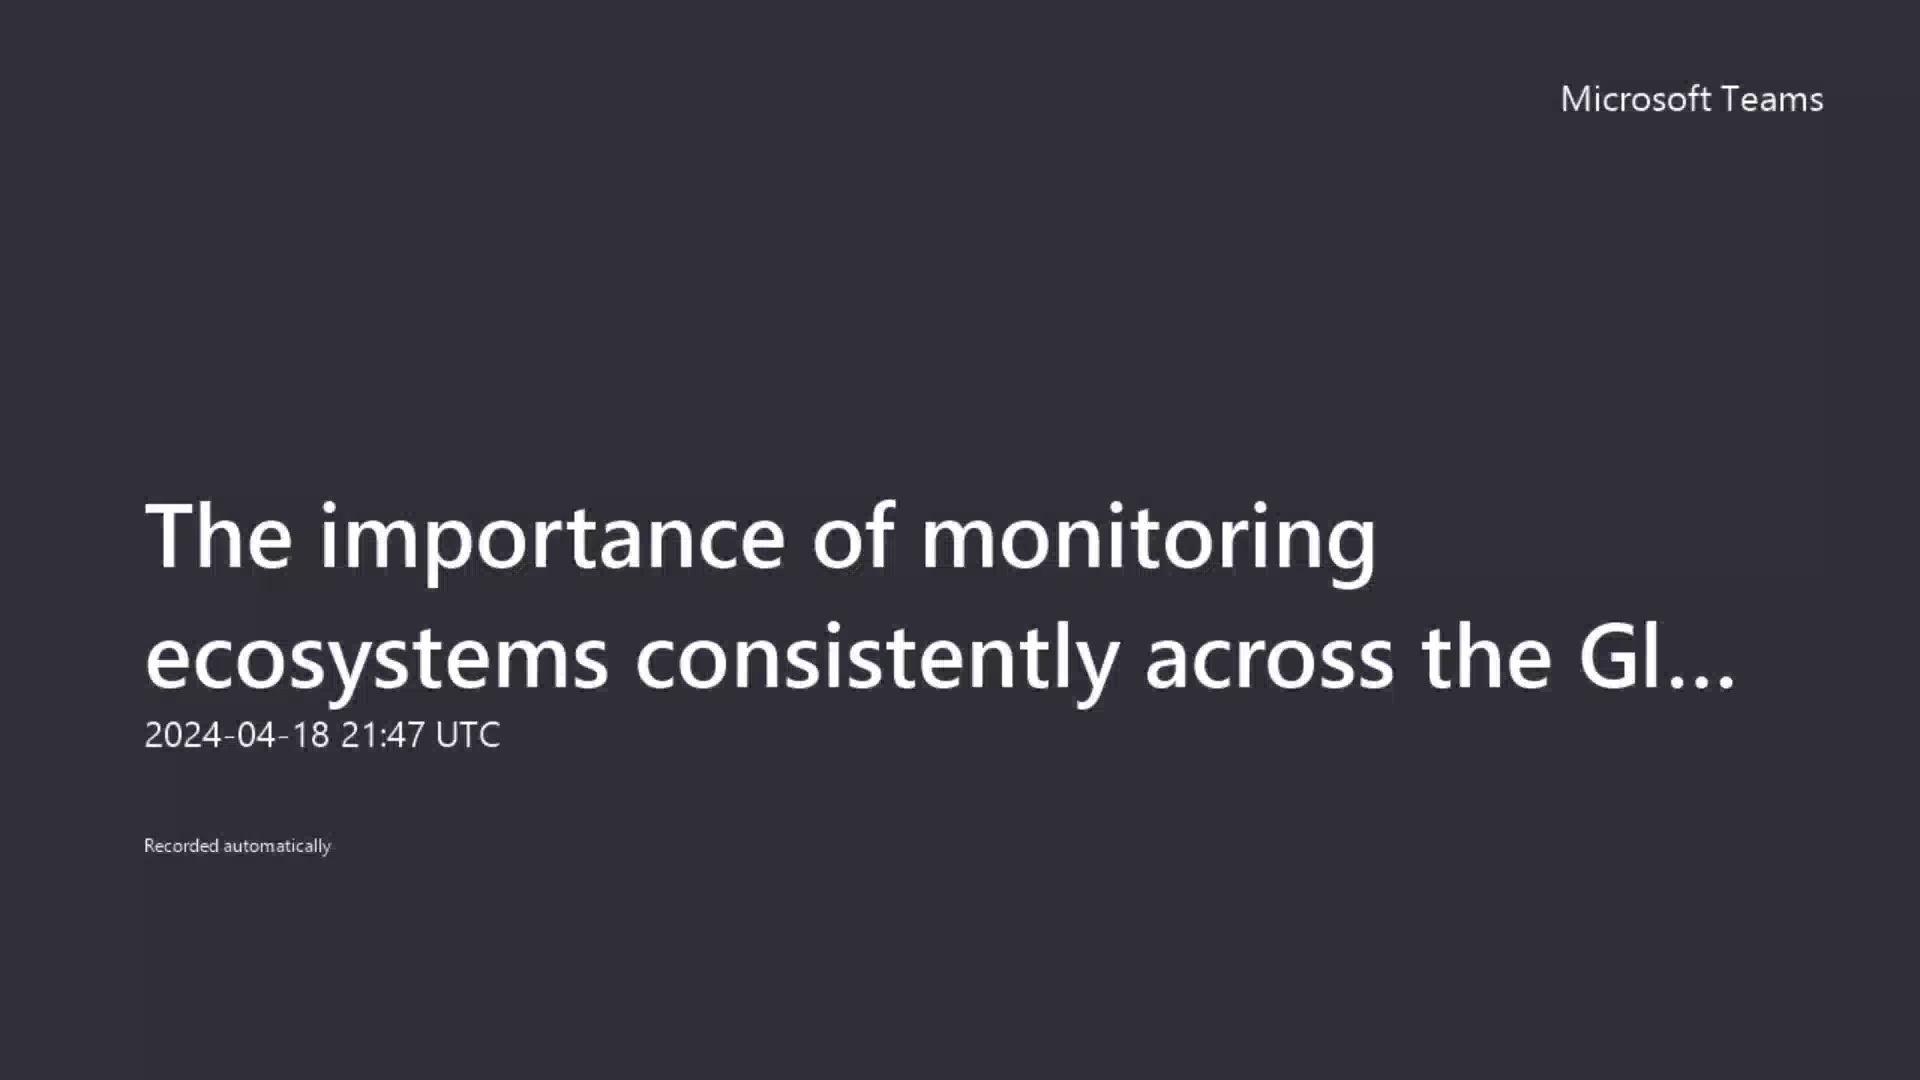 Microsoft Teams
The importance of monitoring
ecosystems consistently across the Gl...
2024-04-18 21:47 UTC
Recorded automatically